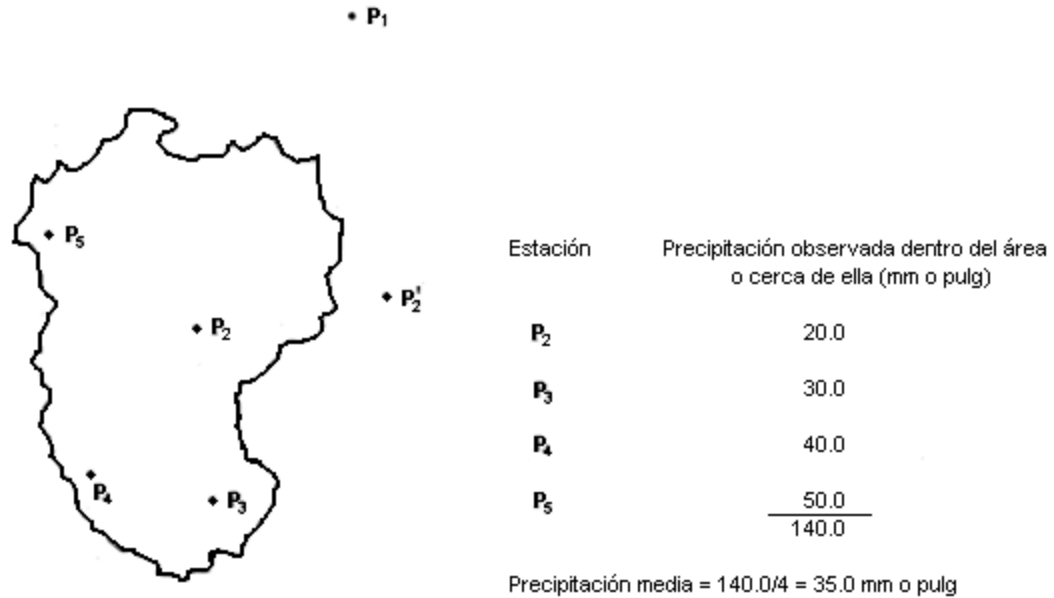 P1
P5
P2'
P2
P4
P3
Estación Precipitación observada dentro del área
o cerca de ella (mm o pulg)
P2 20.0
P3 30.0
P4 40.0
P5 50.0
140.0
Precipitación media = 140.0/4 = 35.0 mm o pulg